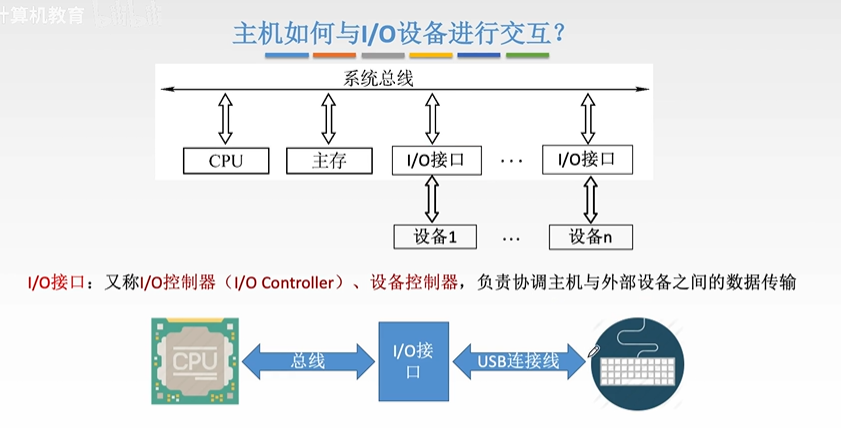 计算机教育
主机如何与I/O设备进行交互？
系统总线
CPU 主存 I/O接口 … I/O接口
设备1 … 设备n
I/O接口：又称I/O控制器（I/O Controller）、设备控制器，负责协调主机与外部设备之间的数据传输
CPU 总线 I/O接 USB连接线
口